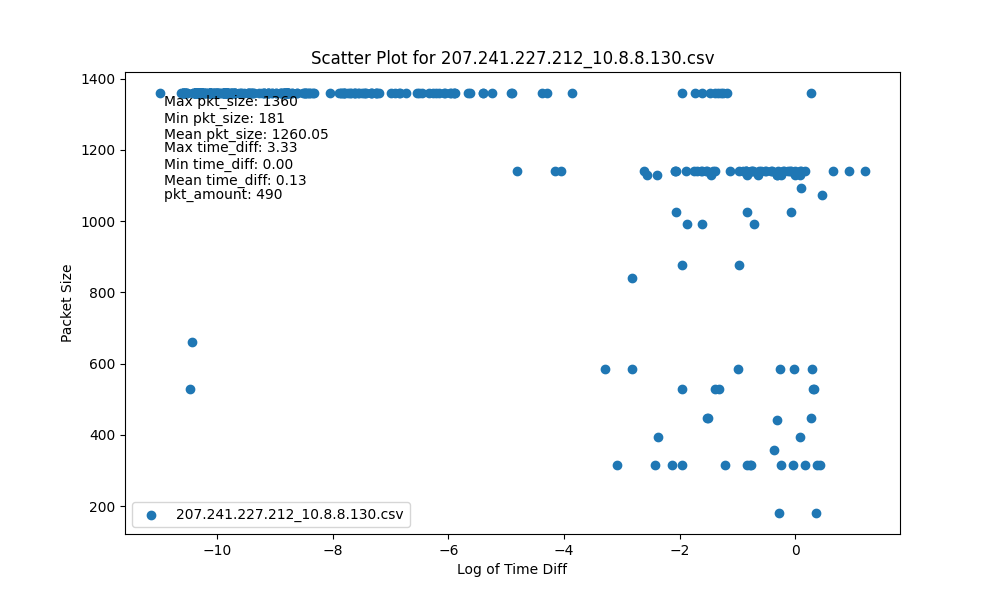 Scatter Plot for 207.241.227.212_10.8.8.130.csv
1400
1200
1000
800
600
400
200
Packet Size
Max pkt_size: 1360
Min pkt_size: 181
Mean pkt_size: 1260.05
Max time_diff: 3.33
Min time_diff: 0.00
Mean time_diff: 0.13
pkt_amount: 490
207.241.227.212_10.8.8.130.csv
−10 −8 −6 −4 −2 0
Log of Time Diff